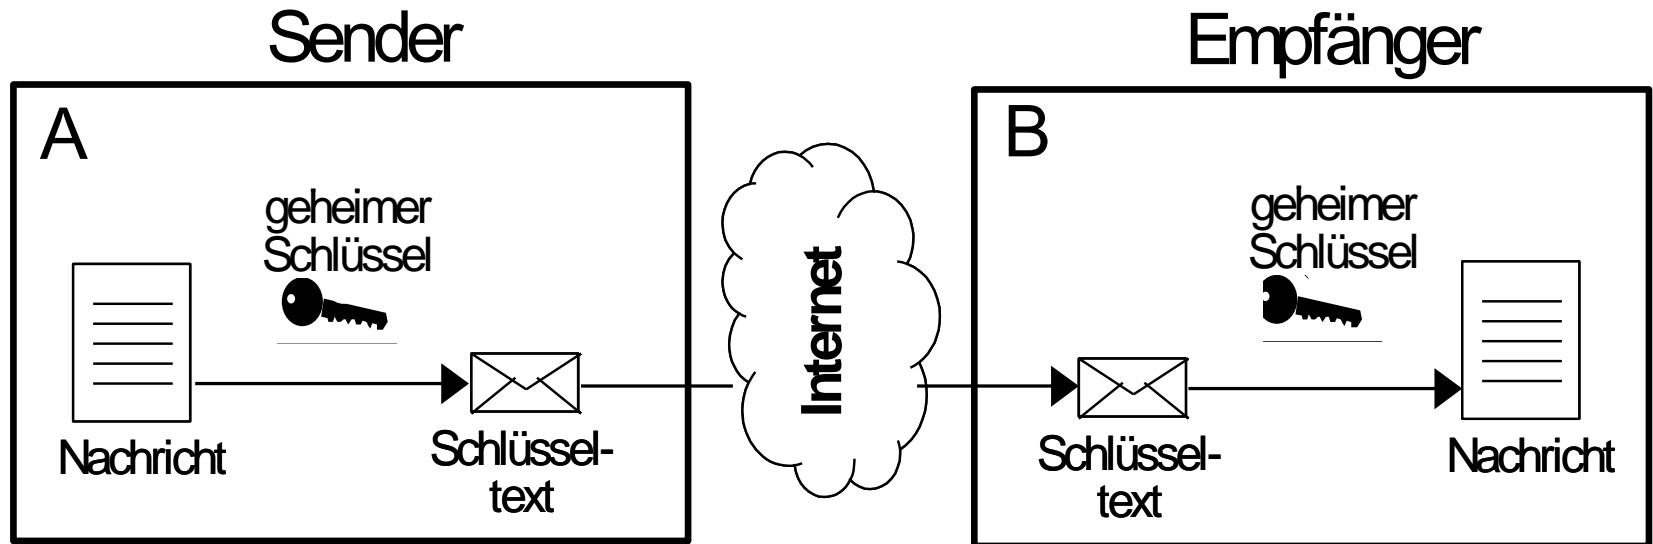 Sender
Empfänger
A
geheimer
Schlüssel
Nachricht
Schlüssel-
text
Internet
B
geheimer
Schlüssel
Schlüssel-
text
Nachricht